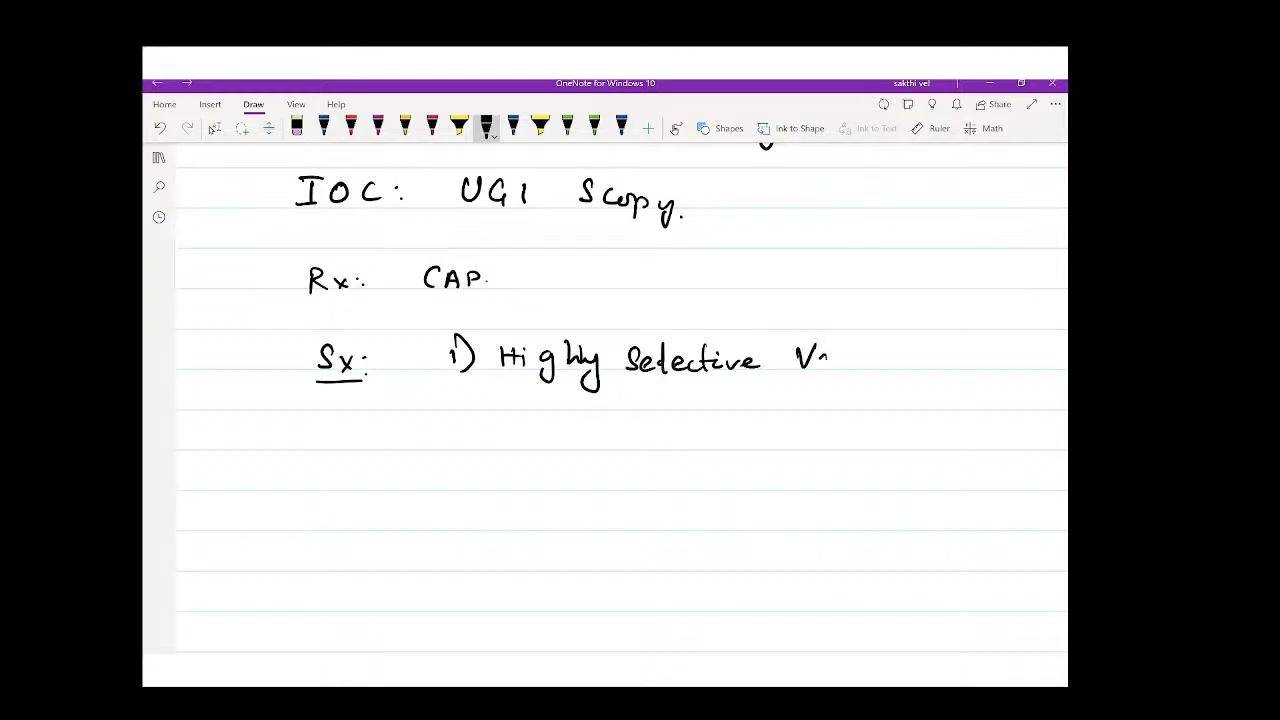 OneNote for Windows 10
sakthi vel
Home Insert Draw View Help
Share
Shapes Ink to Shape Ink to Text Ruler Math
IOC: UGI Scopy.
Rx: CAP.
Sx: 1) Highly Selective